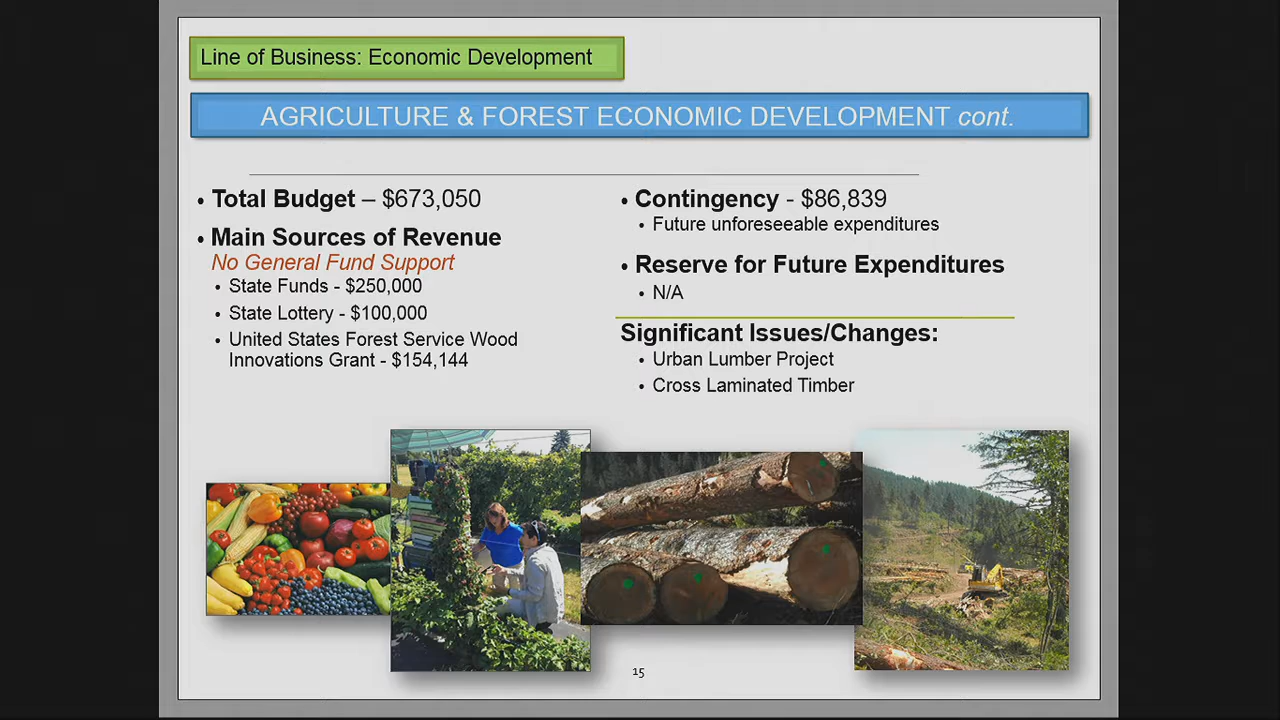 Line of Business: Economic Development
AGRICULTURE & FOREST ECONOMIC DEVELOPMENT cont.
• Total Budget – $673,050
• Main Sources of Revenue
No General Fund Support
• State Funds - $250,000
• State Lottery - $100,000
• United States Forest Service Wood
Innovations Grant - $154,144
• Contingency - $86,839
• Future unforeseeable expenditures
• Reserve for Future Expenditures
• N/A
Significant Issues/Changes:
• Urban Lumber Project
• Cross Laminated Timber
15